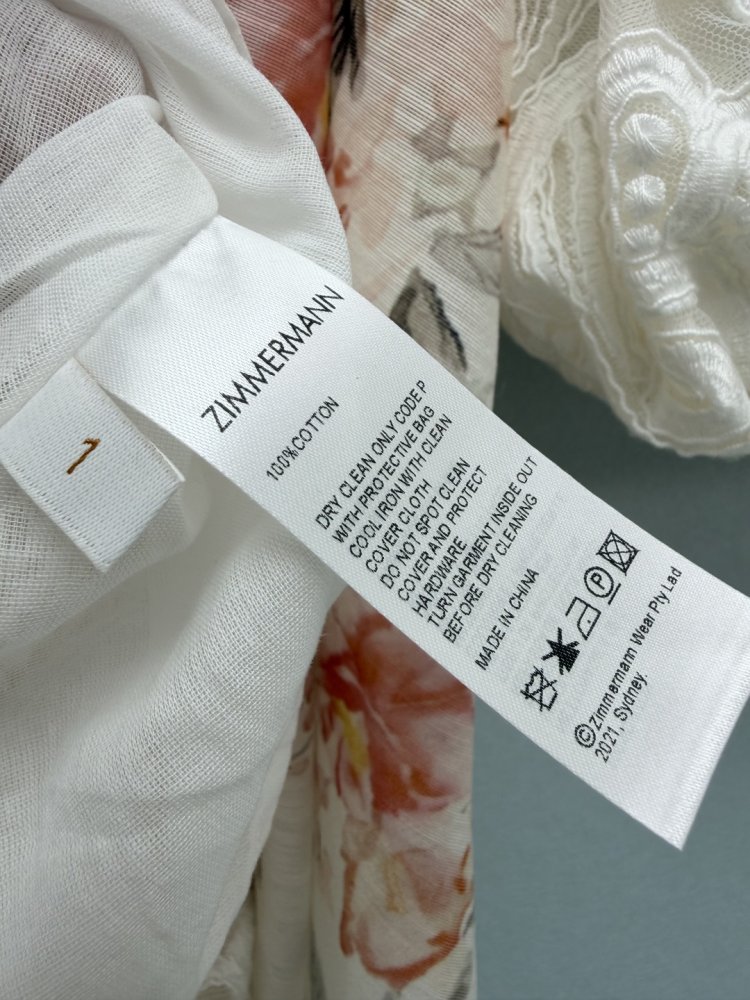 ZIMMERMANN
100%COTTON
DRY CLEAN ONLY CODE P
WITH PROTECTIVE BAG
COOL IRON WITH CLEAN
COVER CLOTH
DO NOT SPOT CLEAN
COVER AND PROTECT
HARDWARE
TURN GARMENT INSIDE OUT
BEFORE DRY CLEANING
MADE IN CHINA
P
©Zimmermann Wear Pty Lad
2021, Sydney.
1